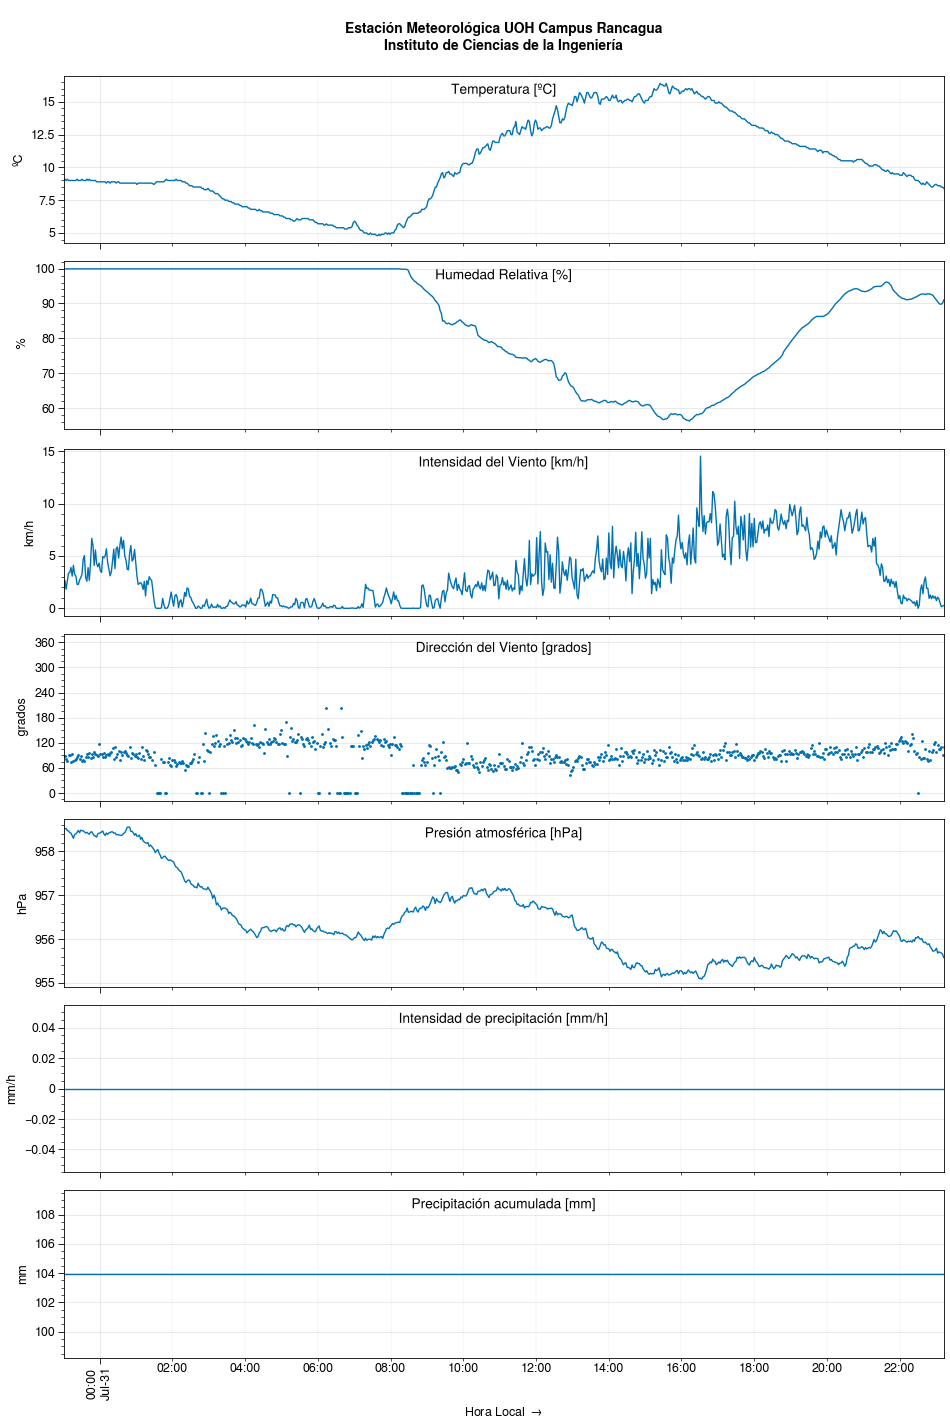 Estación Meteorológica UOH Campus Rancagua
Instituto de Ciencias de la Ingeniería
Temperatura [ºC]
15
12.5
10
7.5
5
ºC
Humedad Relativa [%]
100
90
80
70
60
%
Intensidad del Viento [km/h]
15
10
5
0
km/h
Dirección del Viento [grados]
360
300
240
180
120
60
0
grados
Presión atmosférica [hPa]
958
957
956
955
hPa
Intensidad de precipitación [mm/h]
0.04
0.02
0
−0.02
−0.04
mm/h
Precipitación acumulada [mm]
108
106
104
102
100
mm
00:00
Jul-31
02:00
04:00
06:00
08:00
10:00
12:00
14:00
16:00
18:00
20:00
22:00
Hora Local →